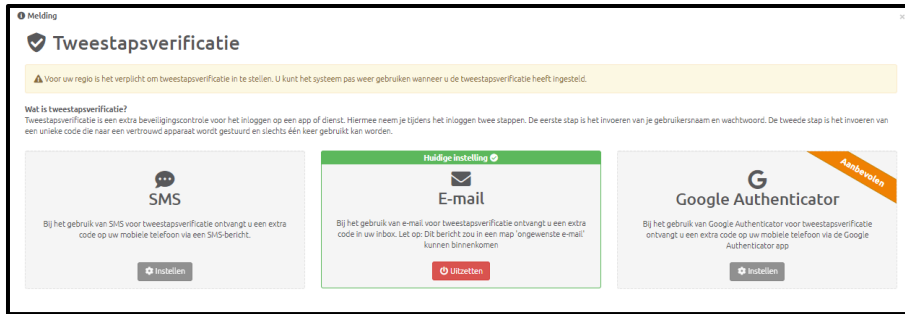 Melding
×
Tweestapsverificatie
Voor uw regio is het verplicht om tweestapsverificatie in te stellen. U kunt het systeem pas weer gebruiken wanneer u de tweestapsverificatie heeft ingesteld.
Wat is tweestapsverificatie?
Tweestapsverificatie is een extra beveiligingscontrole voor het inloggen op een app of dienst. Hiermee neem je tijdens het inloggen twee stappen. De eerste stap is het invoeren van je gebruikersnaam en wachtwoord. De tweede stap is het invoeren van
een unieke code die naar een vertrouwd apparaat wordt gestuurd en slechts één keer gebruikt kan worden.
SMS
Bij het gebruik van SMS voor tweestapsverificatie ontvangt u een extra
code op uw mobiele telefoon via een SMS-bericht.
Instellen
Huidige instelling
E-mail
Bij het gebruik van e-mail voor tweestapsverificatie ontvangt u een extra
code in uw inbox. Let op: Dit bericht zou in een map 'ongewenste e-mail'
kunnen binnenkomen
Uitzetten
Aanbevolen
Google Authenticator
Bij het gebruik van Google Authenticator voor tweestapsverificatie
ontvangt u een extra code op uw mobiele telefoon via de Google
Authenticator app
Instellen